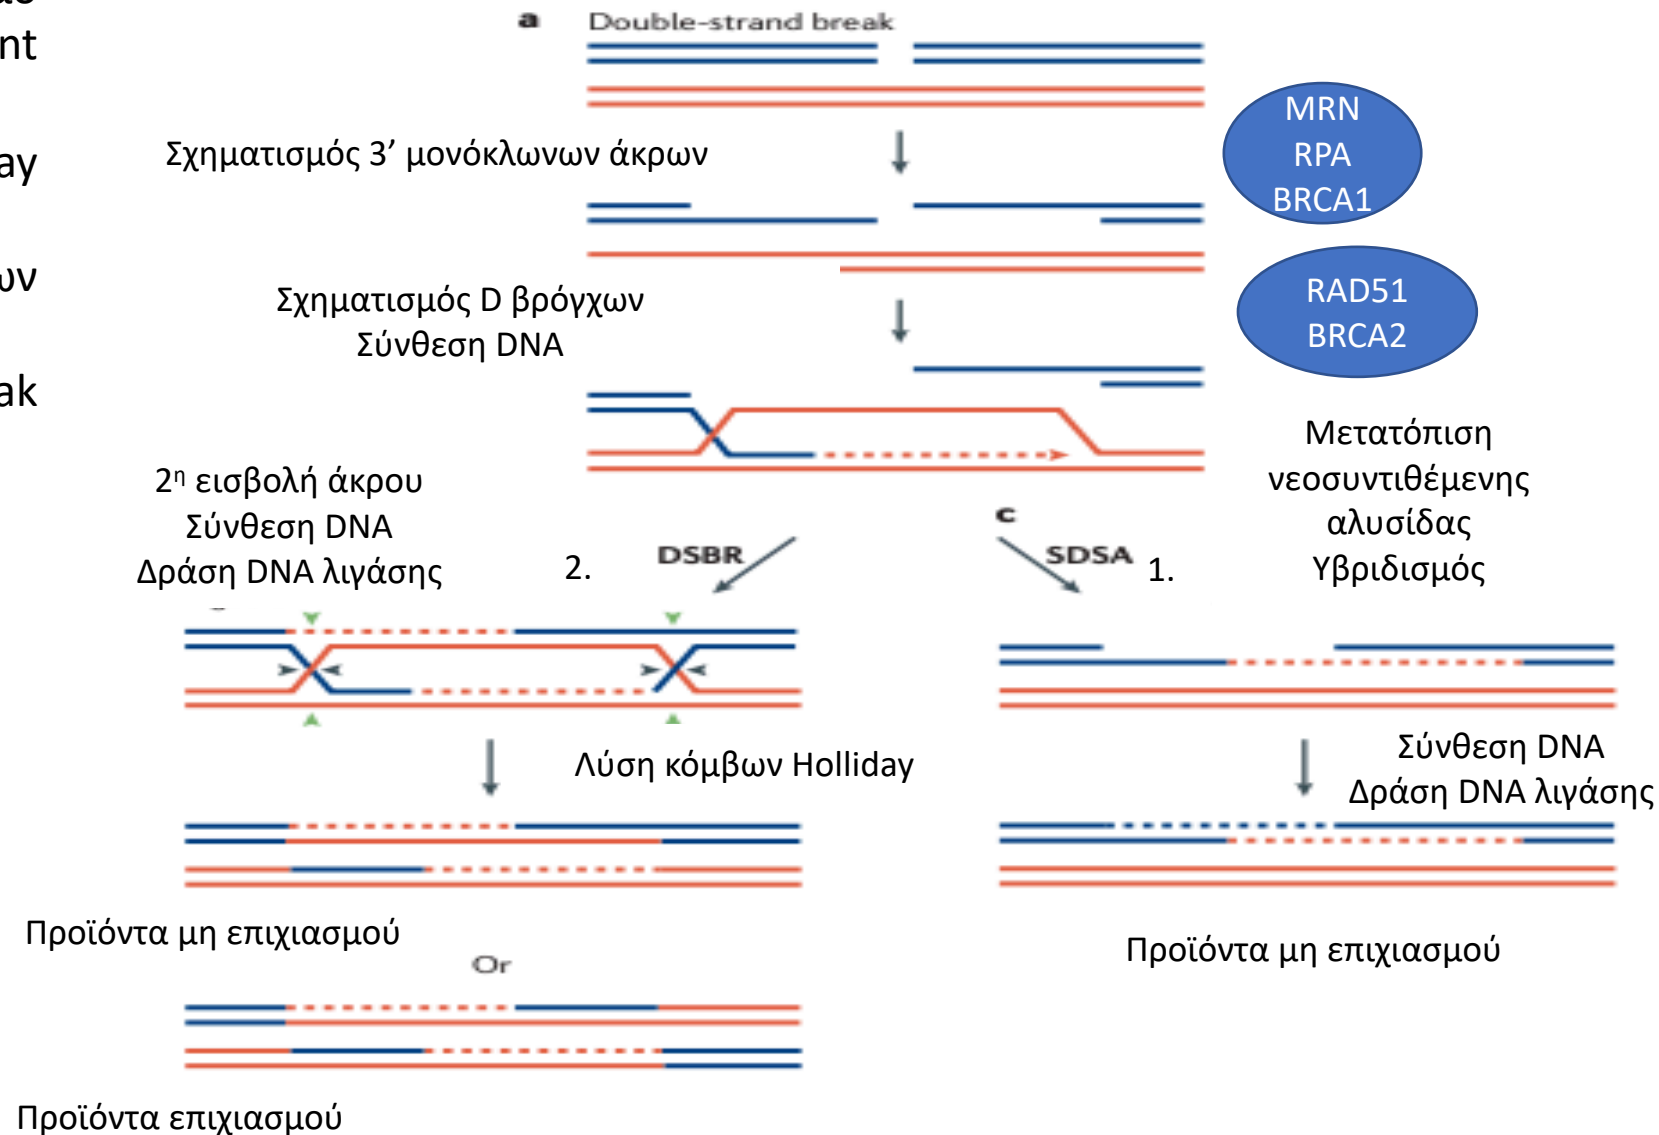 nt
a Double-strand break
MRN
RPA
BRCA1
ay
Σχηματισμός 3’ μονόκλωνων άκρων
ων
Σχηματισμός D βρόγχων
Σύνθεση DNA
RAD51
BRCA2
ak
Μετατόπιση
νεοσυντιθέμενης
αλυσίδας
Υβριδισμός
2η εισβολή άκρου
Σύνθεση DNA
Δράση DNA λιγάσης
2.
DSBR
c
SDSA
1.
Λύση κόμβων Holliday
Σύνθεση DNA
Δράση DNA λιγάσης
Προϊόντα μη επιχιασμού
Προϊόντα μη επιχιασμού
Or
Προϊόντα επιχιασμού